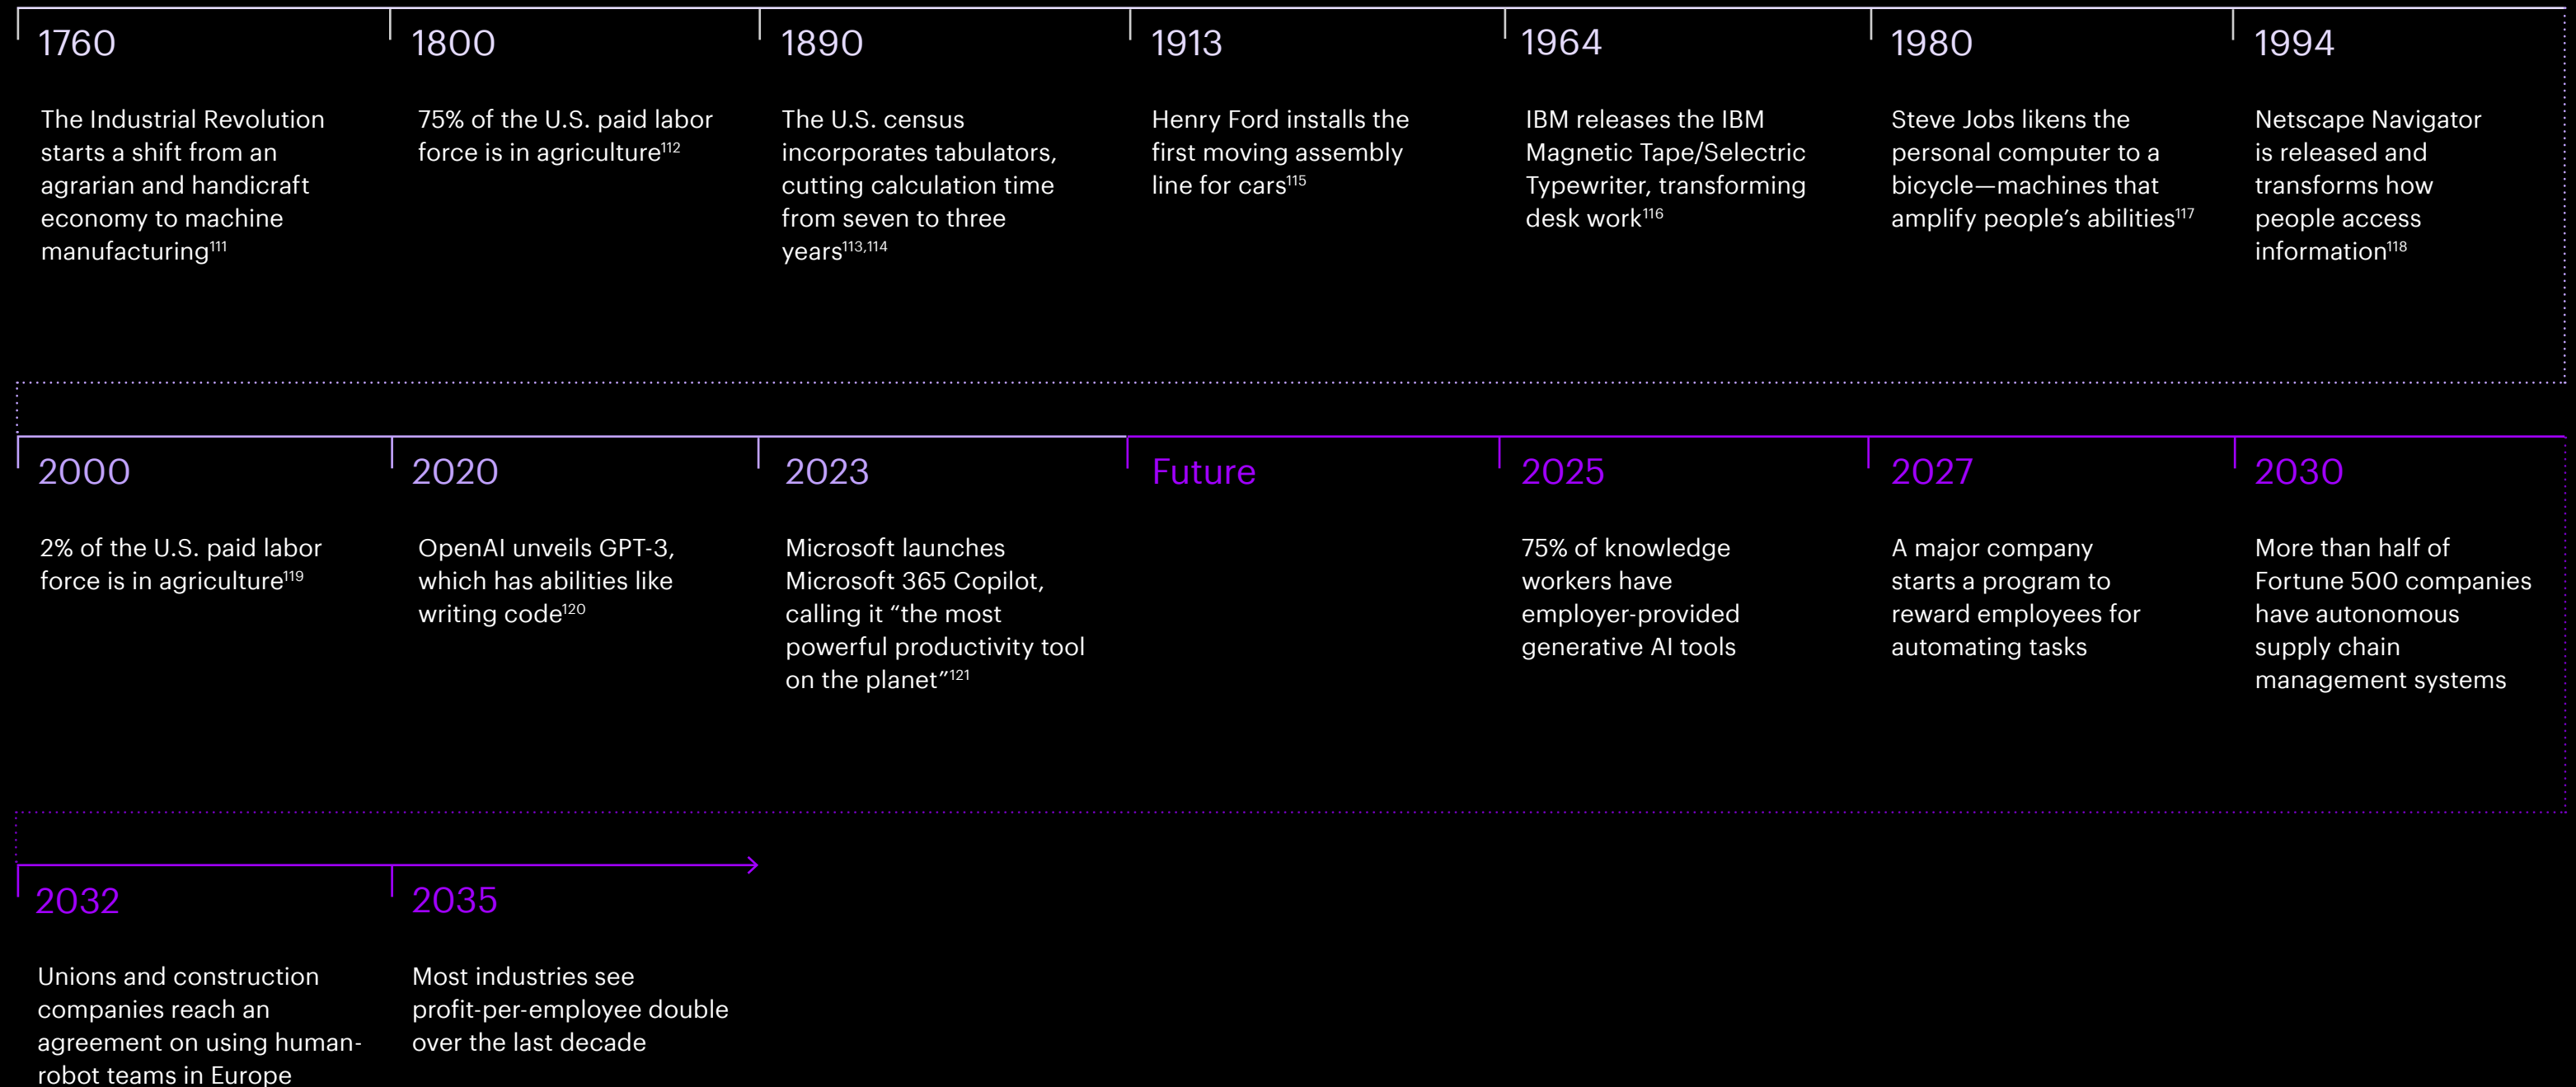 1760
The Industrial Revolution
starts a shift from an
agrarian and handicraft
economy to machine
manufacturing111
1800
75% of the U.S. paid labor
force is in agriculture112
1890
The U.S. census
incorporates tabulators,
cutting calculation time
from seven to three
years113,114
1913
Henry Ford installs the
first moving assembly
line for cars115
1964
IBM releases the IBM
Magnetic Tape/Selectric
Typewriter, transforming
desk work116
1980
Steve Jobs likens the
personal computer to a
bicycle—machines that
amplify people’s abilities117
1994
Netscape Navigator
is released and
transforms how
people access
information118
2000
2% of the U.S. paid labor
force is in agriculture119
2020
OpenAI unveils GPT-3,
which has abilities like
writing code120
2023
Microsoft launches
Microsoft 365 Copilot,
calling it “the most
powerful productivity tool
on the planet”121
Future
2025
75% of knowledge
workers have
employer-provided
generative AI tools
2027
A major company
starts a program to
reward employees for
automating tasks
2030
More than half of
Fortune 500 companies
have autonomous
supply chain
management systems
2032
Unions and construction
companies reach an
agreement on using human-
robot teams in Europe
2035
Most industries see
profit-per-employee double
over the last decade